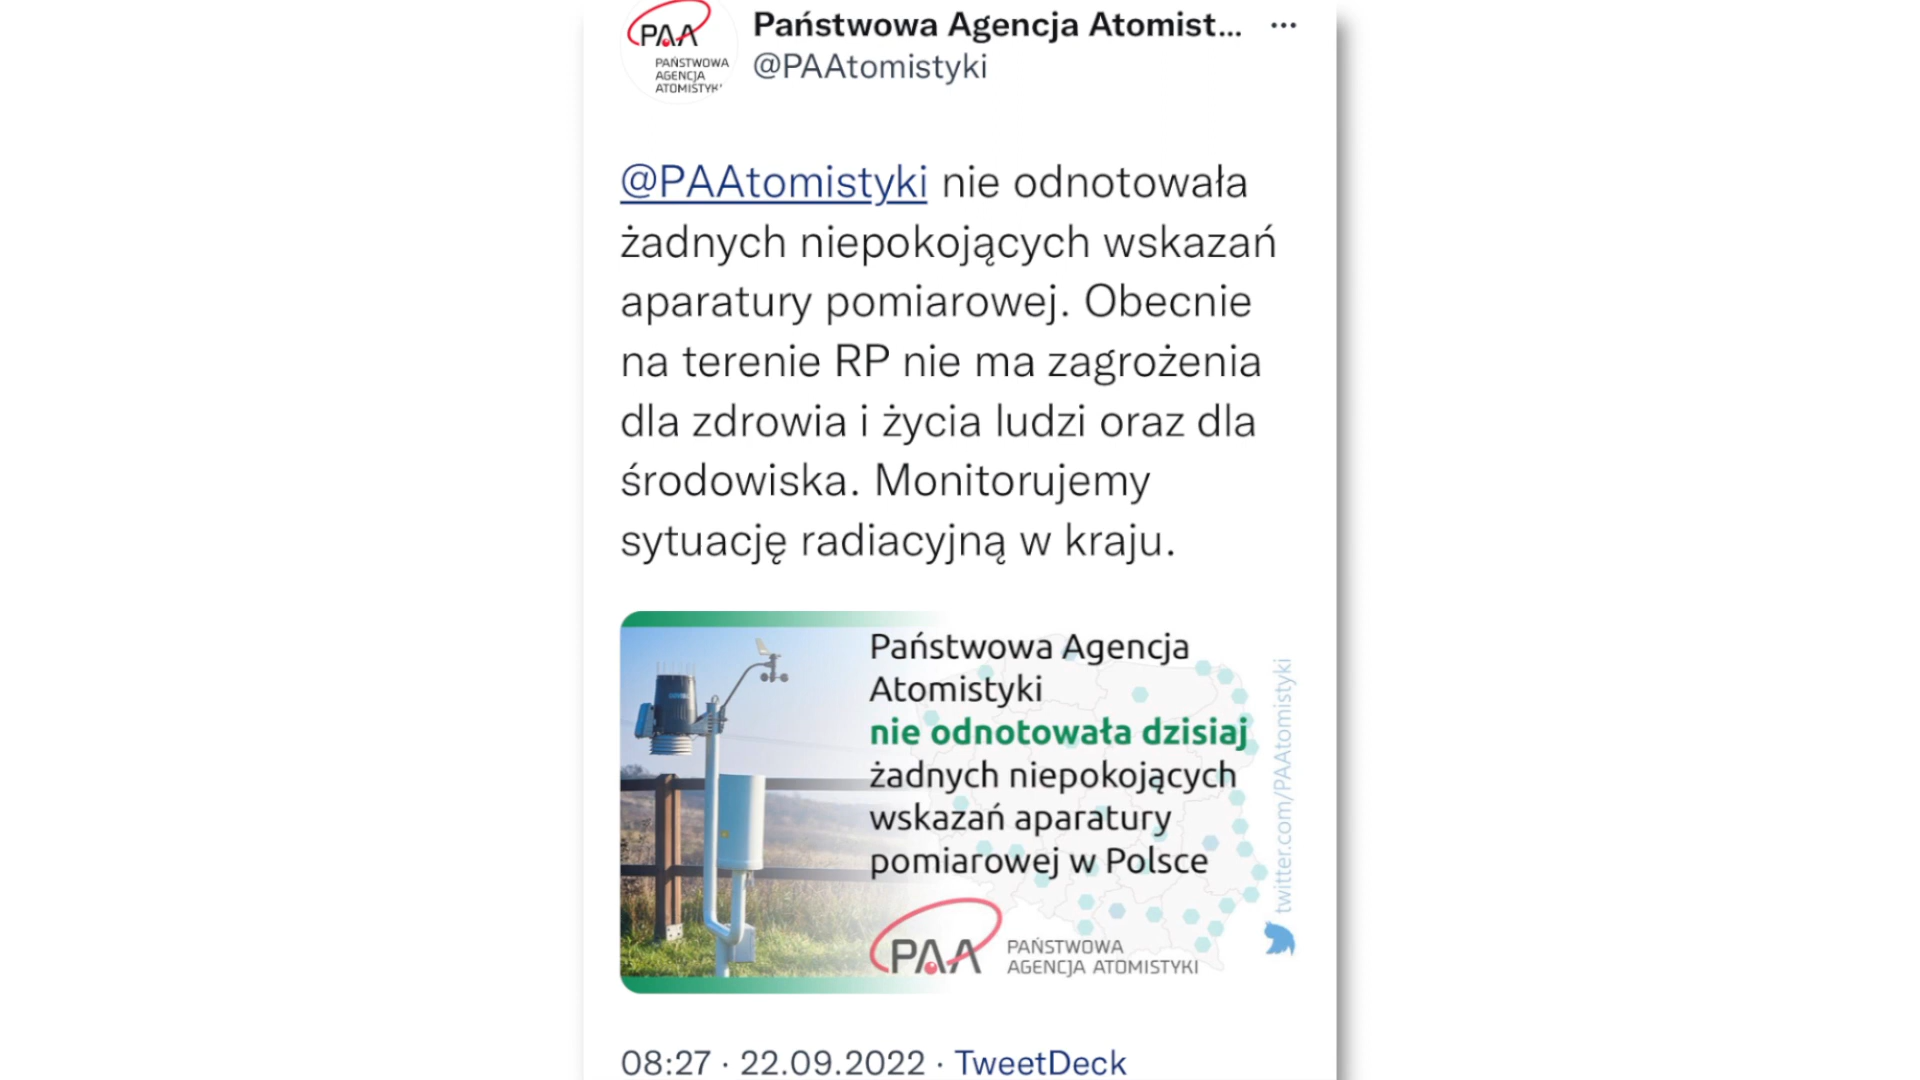 PAA
PAŃSTWOWA
AGENCJA
Państwowa Agencja Atomist... ···
@PAAtomistyki
@PAAtomistyki nie odnotowała
żadnych niepokojących wskazań
aparatury pomiarowej. Obecnie
na terenie RP nie ma zagrożenia
dla zdrowia i życia ludzi oraz dla
środowiska. Monitorujemy
sytuację radiacyjną w kraju.
Państwowa Agencja
Atomistyki
nie odnotowała dzisiaj
żadnych niepokojących
wskazań aparatury
pomiarowej w Polsce
PAA
PAŃSTWOWA
AGENCJA ATOMISTYKI
twitter.com/PAAtomistyki
08:27 · 22.09.2022 · TweetDeck